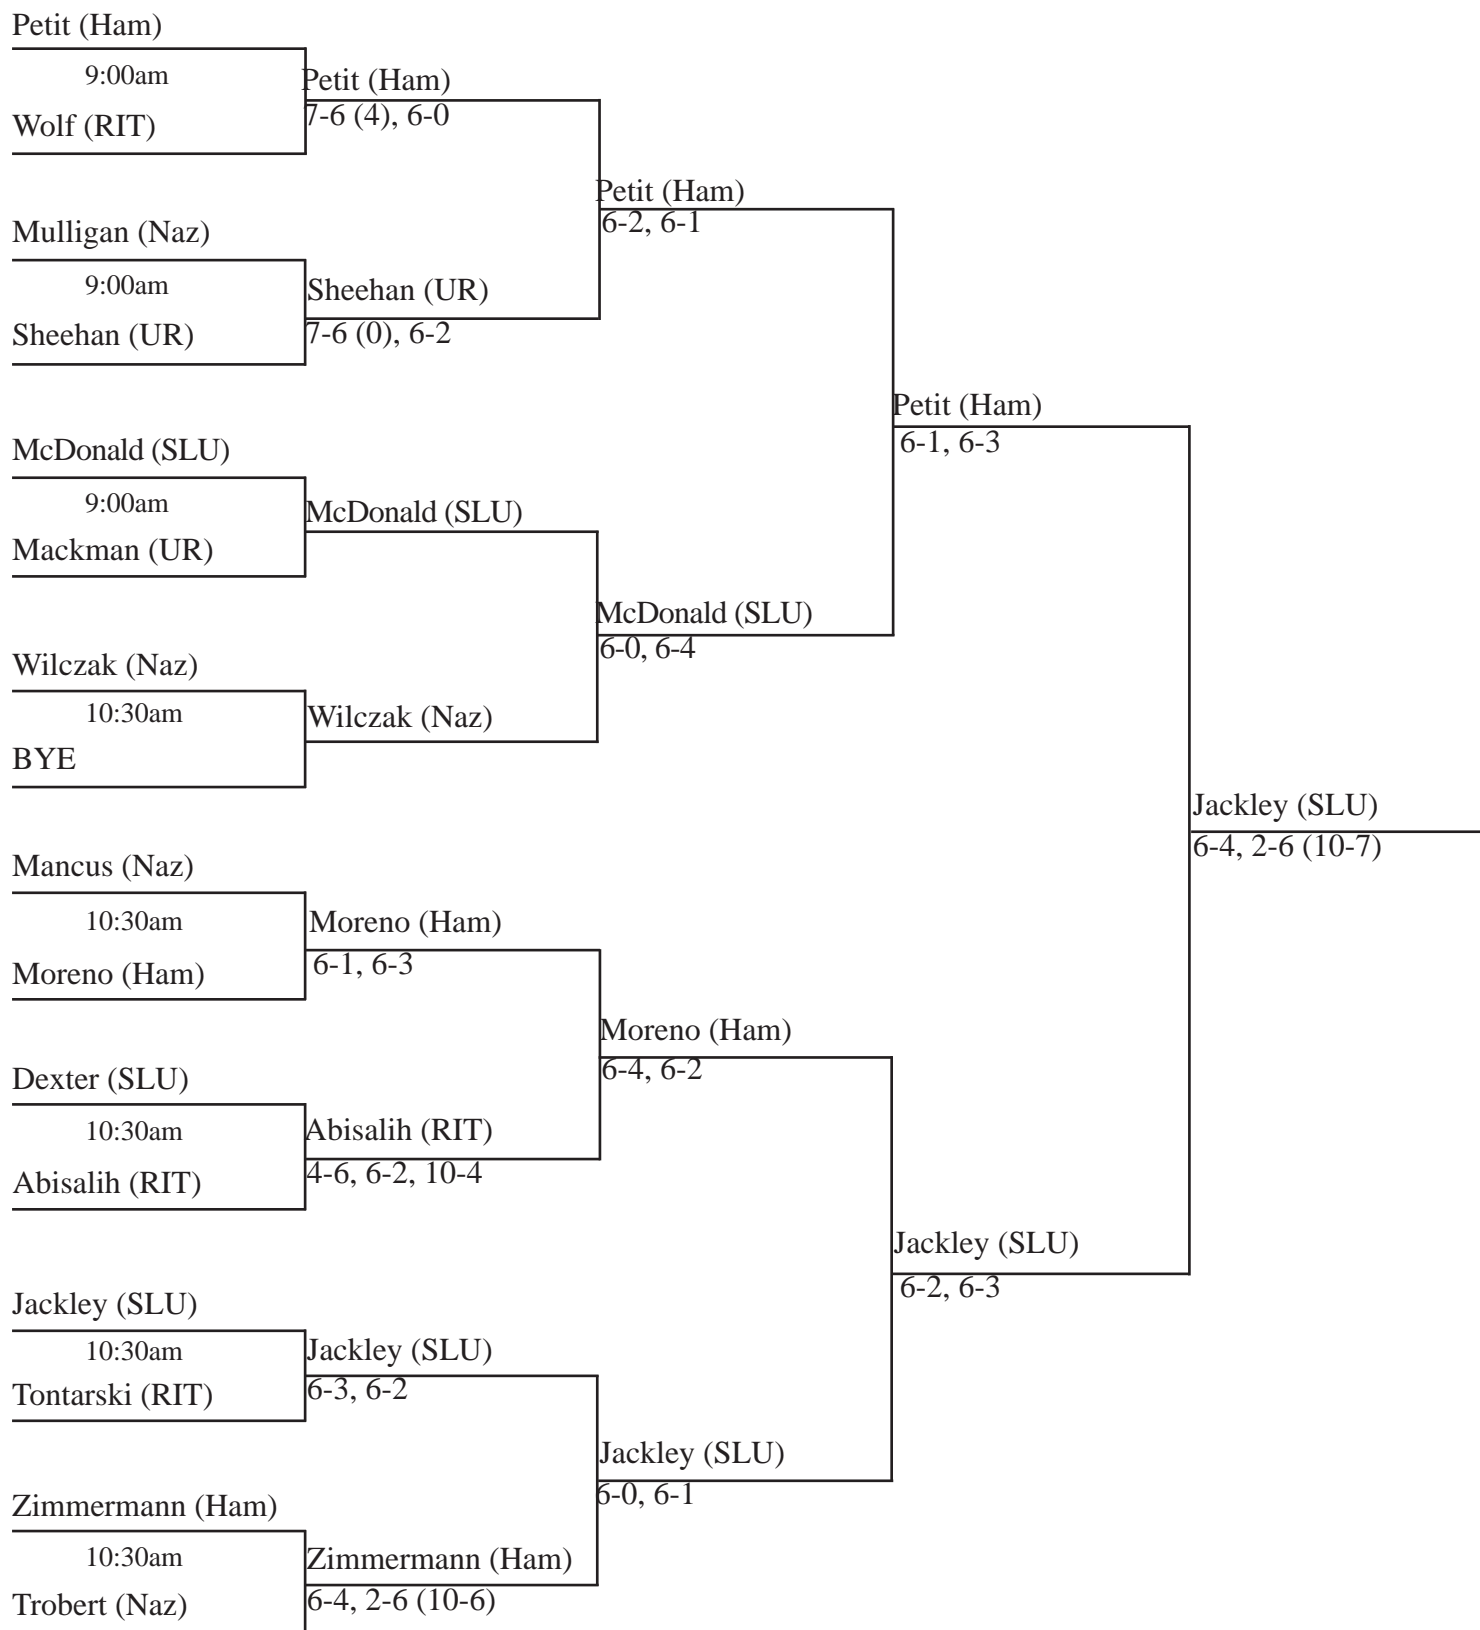 Petit (Ham)
9:00am
Wolf (RIT)
Mulligan (Naz)
9:00am
Sheehan (UR)
McDonald (SLU)
9:00am
Mackman (UR)
Wilczak (Naz)
10:30am
BYE
Mancus (Naz)
10:30am
Moreno (Ham)
Dexter (SLU)
10:30am
Abisalih (RIT)
Jackley (SLU)
10:30am
Tontarski (RIT)
Zimmermann (Ham)
10:30am
Trobert (Naz)
Petit (Ham)
7-6 (4), 6-0
Sheehan (UR)
7-6 (0), 6-2
McDonald (SLU)
Wilczak (Naz)
Moreno (Ham)
6-1, 6-3
Abisalih (RIT)
4-6, 6-2, 10-4
Jackley (SLU)
6-3, 6-2
Zimmermann (Ham)
6-4, 2-6 (10-6)
Petit (Ham)
6-2, 6-1
McDonald (SLU)
6-0, 6-4
Moreno (Ham)
6-4, 6-2
Jackley (SLU)
6-0, 6-1
Petit (Ham)
6-1, 6-3
Jackley (SLU)
6-2, 6-3
Jackley (SLU)
6-4, 2-6 (10-7)